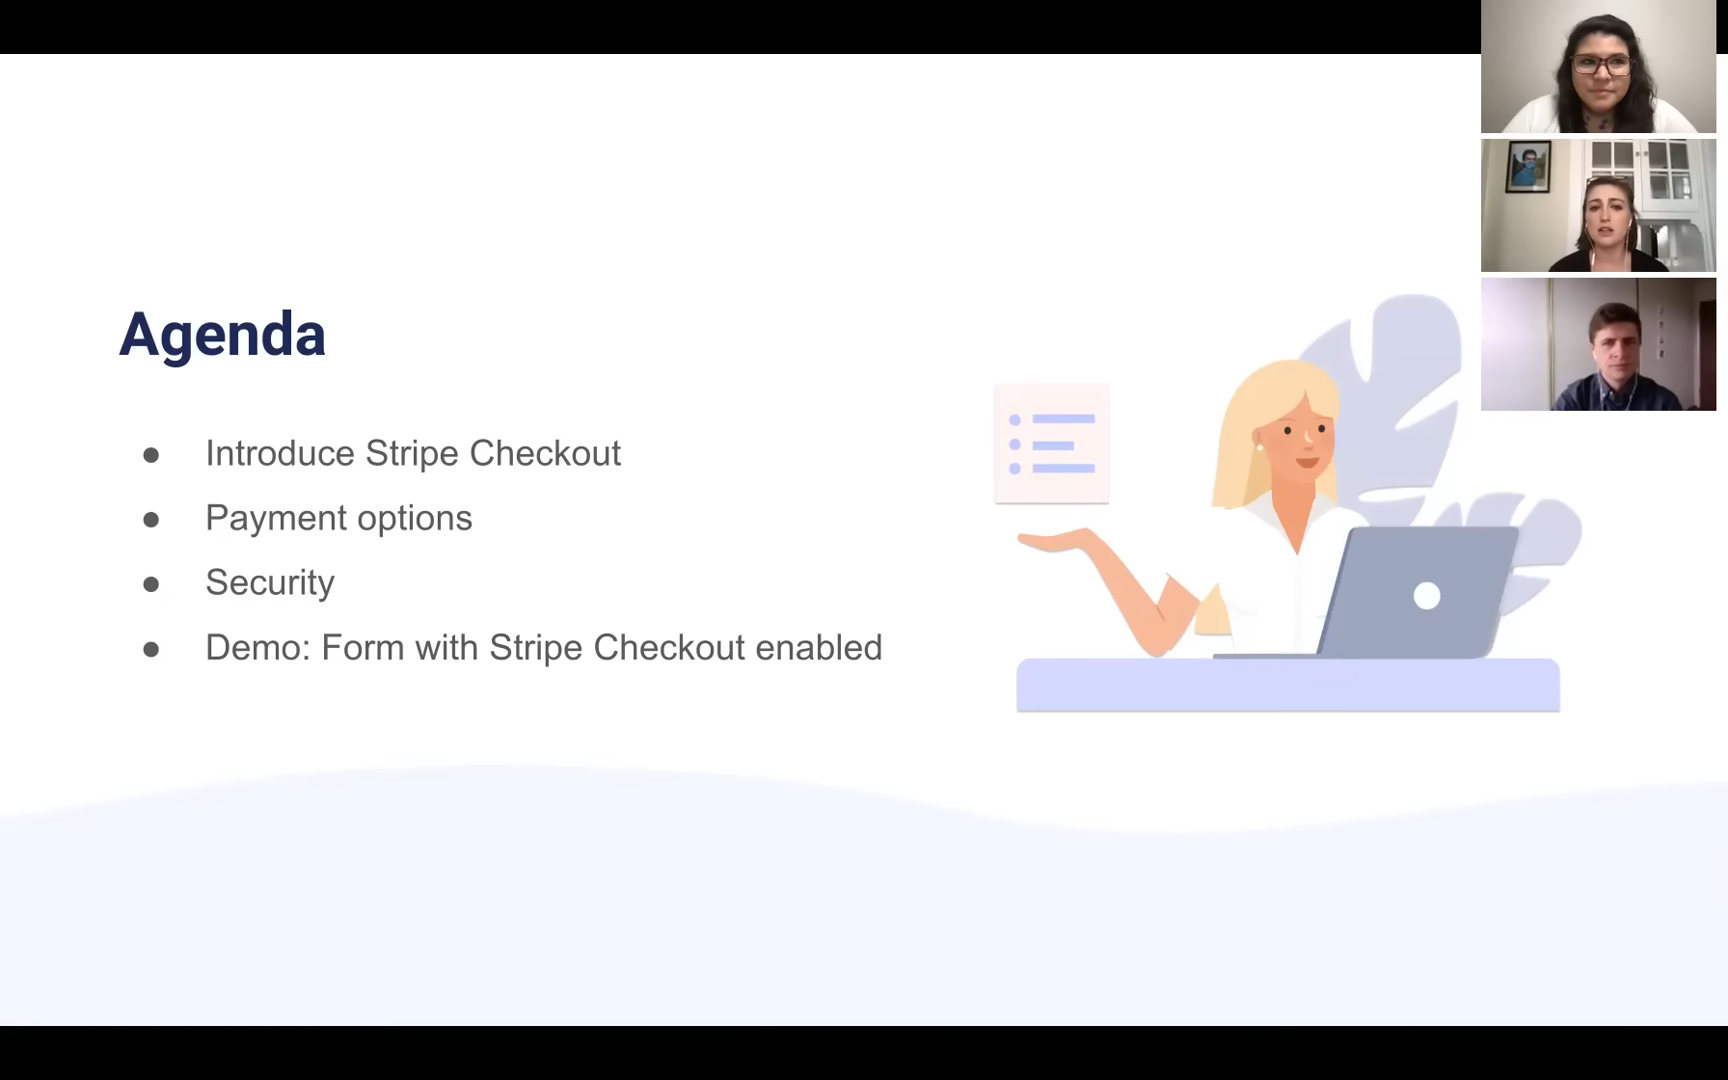 Agenda
● Introduce Stripe Checkout
● Payment options
● Security
● Demo: Form with Stripe Checkout enabled